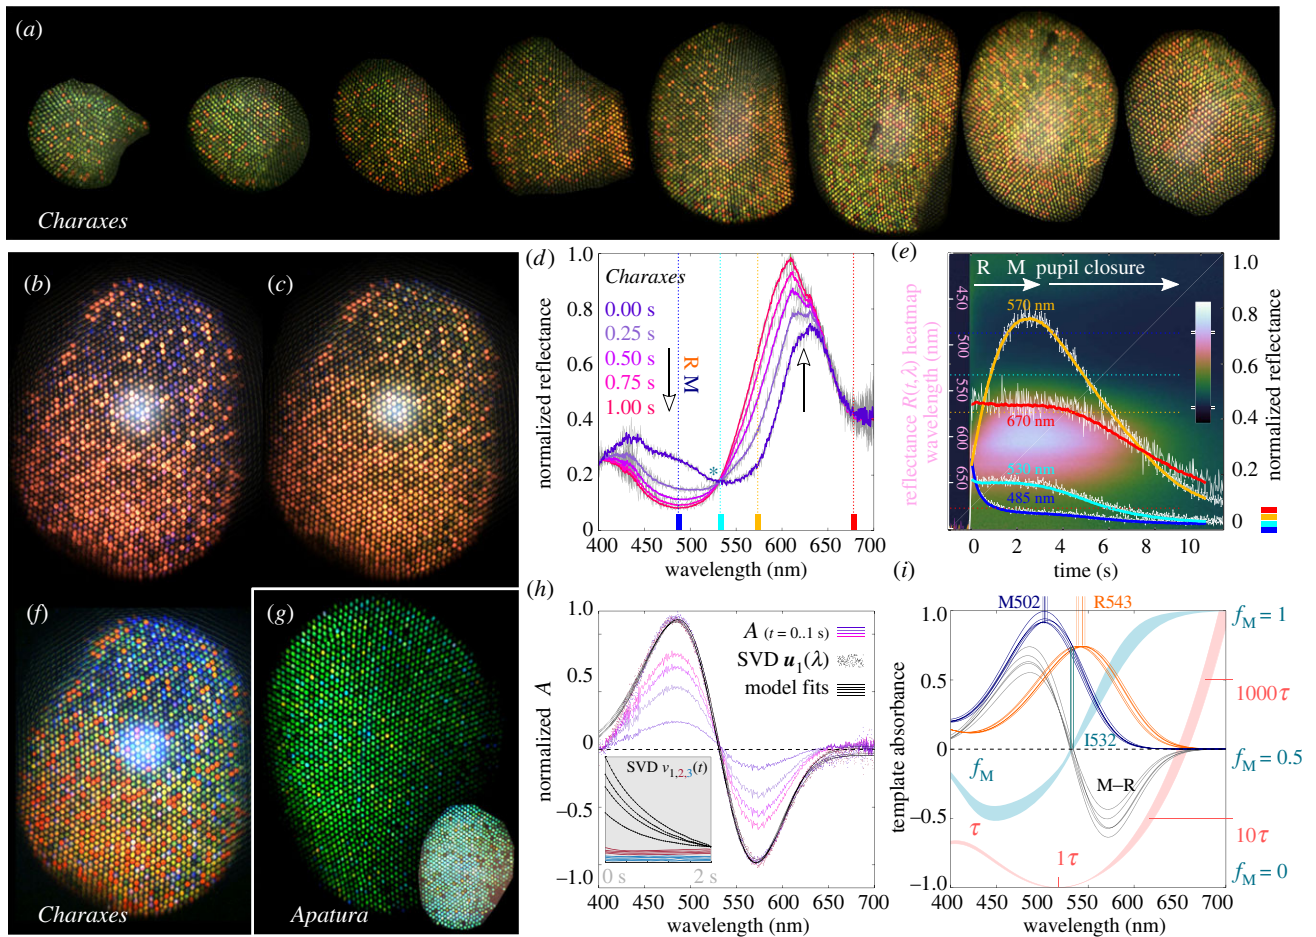 (a)
Charaxes
(b)
(c)
(d)
1.0
0.8
0.6
0.4
0.2
0
normalized reflectance
Charaxes
0.00 s
0.25 s
0.50 s
0.75 s
1.00 s
R M
*
400 450 500 550 600 650 700
wavelength (nm)
(e)
reflectance R(t,λ) heatmap
wavelength (nm)
450
500
550
600
650
R M pupil closure
570 nm
670 nm
530 nm
485 nm
1.0
0.8
0.6
0.4
0.2
0
normalized reflectance
0 2 4 6 8 10
time (s)
(f)
Charaxes
(g)
Apatura
(h)
1.0
0.5
0
−0.5
−1.0
normalized A
A (t = 0..1 s)
SVD u1(λ)
model fits
SVD v1,2,3(t)
0 s 2 s
400 450 500 550 600 650 700
wavelength (nm)
(i)
M502
R543
1.0
0.5
0
−0.5
−1.0
template absorbance
fM = 1
1000τ
I532
fM
fM = 0.5
M–R
τ
1τ
10τ
fM = 0
400 450 500 550 600 650 700
wavelength (nm)